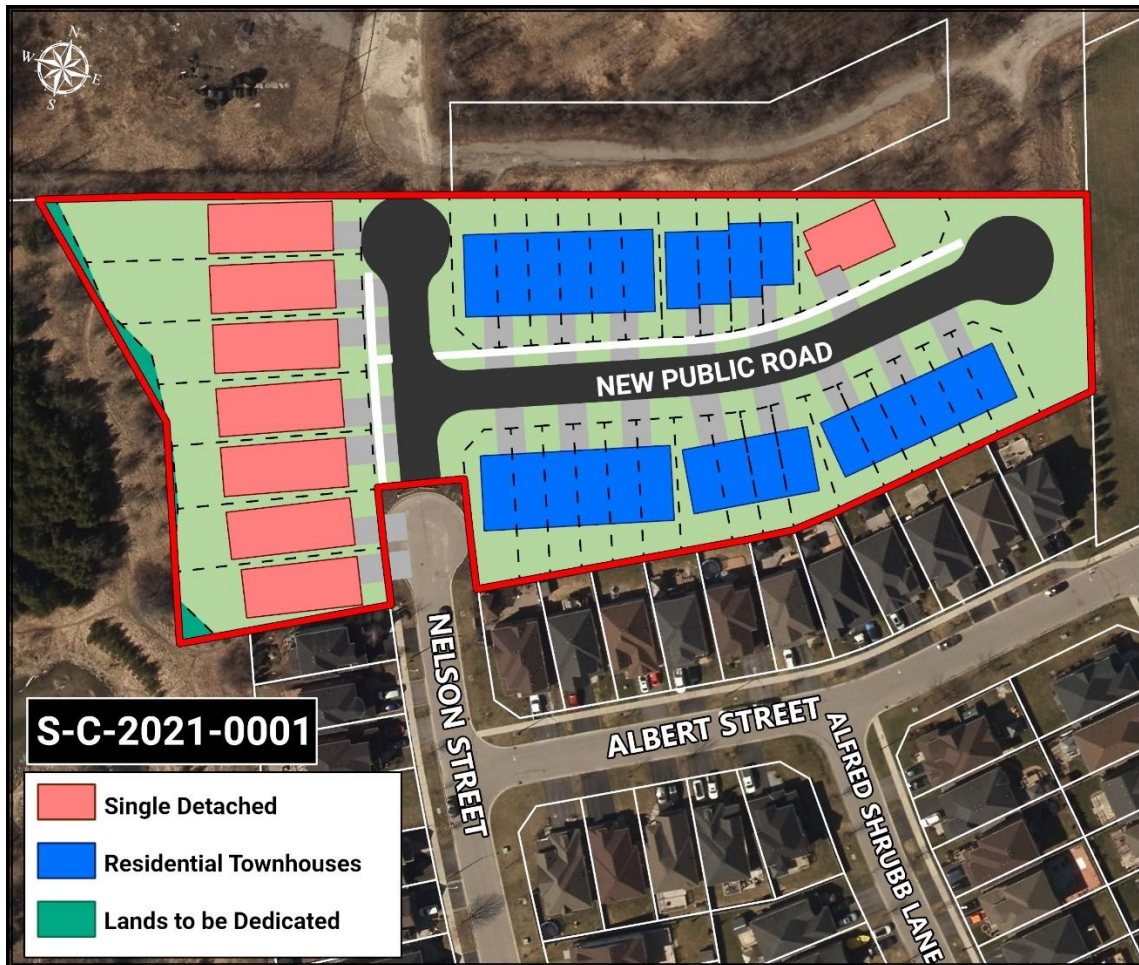 N
W
E
S
NEW PUBLIC ROAD
NELSON STREET
ALBERT STREET
ALFRED SHRUBB LANE
S-C-2021-0001
Single Detached
Residential Townhouses
Lands to be Dedicated